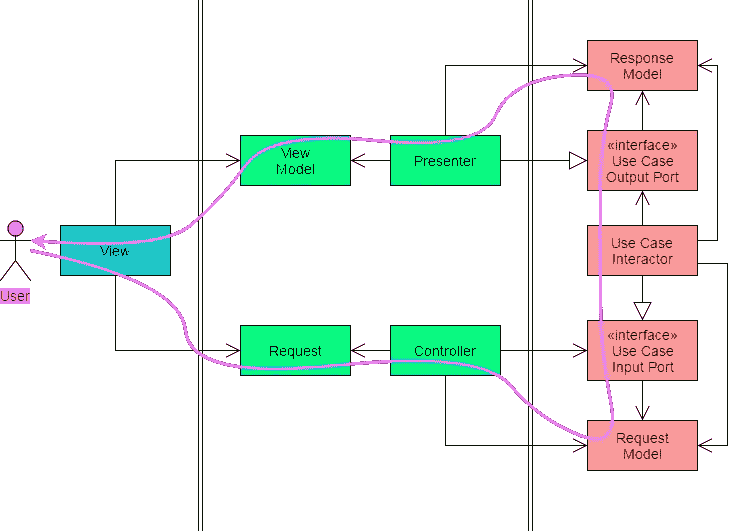 Response
Model
«interface»
Use Case
Output Port
View
Model
Presenter
Use Case
Interactor
View
User
«interface»
Use Case
Input Port
Request
Controller
Request
Model